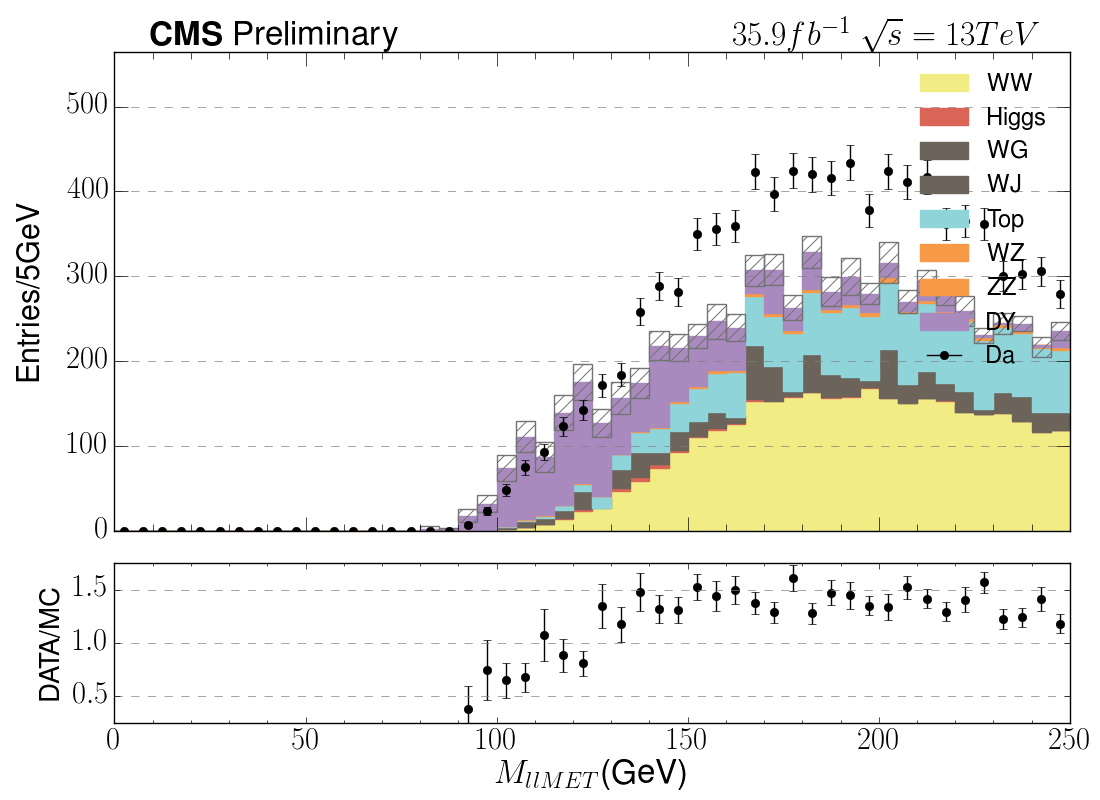 CMS Preliminary 35.9fb⁻¹ √s = 13TeV
Entries/5GeV
500
400
300
200
100
0
WW
Higgs
WG
WJ
Top
WZ
ZZ
DY
Da
DATA/MC
1.5
1.0
0.5
0 50 100 150 200 250
M_{llMET}(GeV)